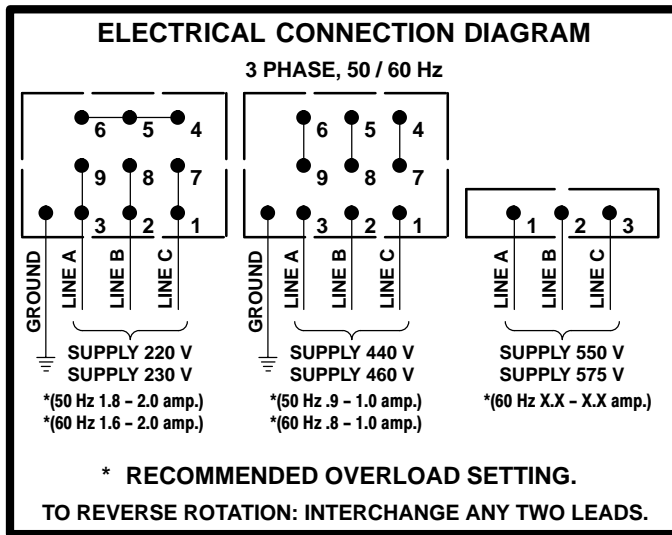 ELECTRICAL CONNECTION DIAGRAM
3 PHASE, 50 / 60 Hz
6 5 4
9 8 7
3 2 1
GROUND
LINE A
LINE B
LINE C
SUPPLY 220 V
SUPPLY 230 V
*(50 Hz 1.8 – 2.0 amp.)
*(60 Hz 1.6 – 2.0 amp.)
6 5 4
9 8 7
3 2 1
GROUND
LINE A
LINE B
LINE C
SUPPLY 440 V
SUPPLY 460 V
*(50 Hz .9 – 1.0 amp.)
*(60 Hz .8 – 1.0 amp.)
1 2 3
LINE A
LINE B
LINE C
SUPPLY 550 V
SUPPLY 575 V
*(60 Hz X.X – X.X amp.)
* RECOMMENDED OVERLOAD SETTING.
TO REVERSE ROTATION: INTERCHANGE ANY TWO LEADS.